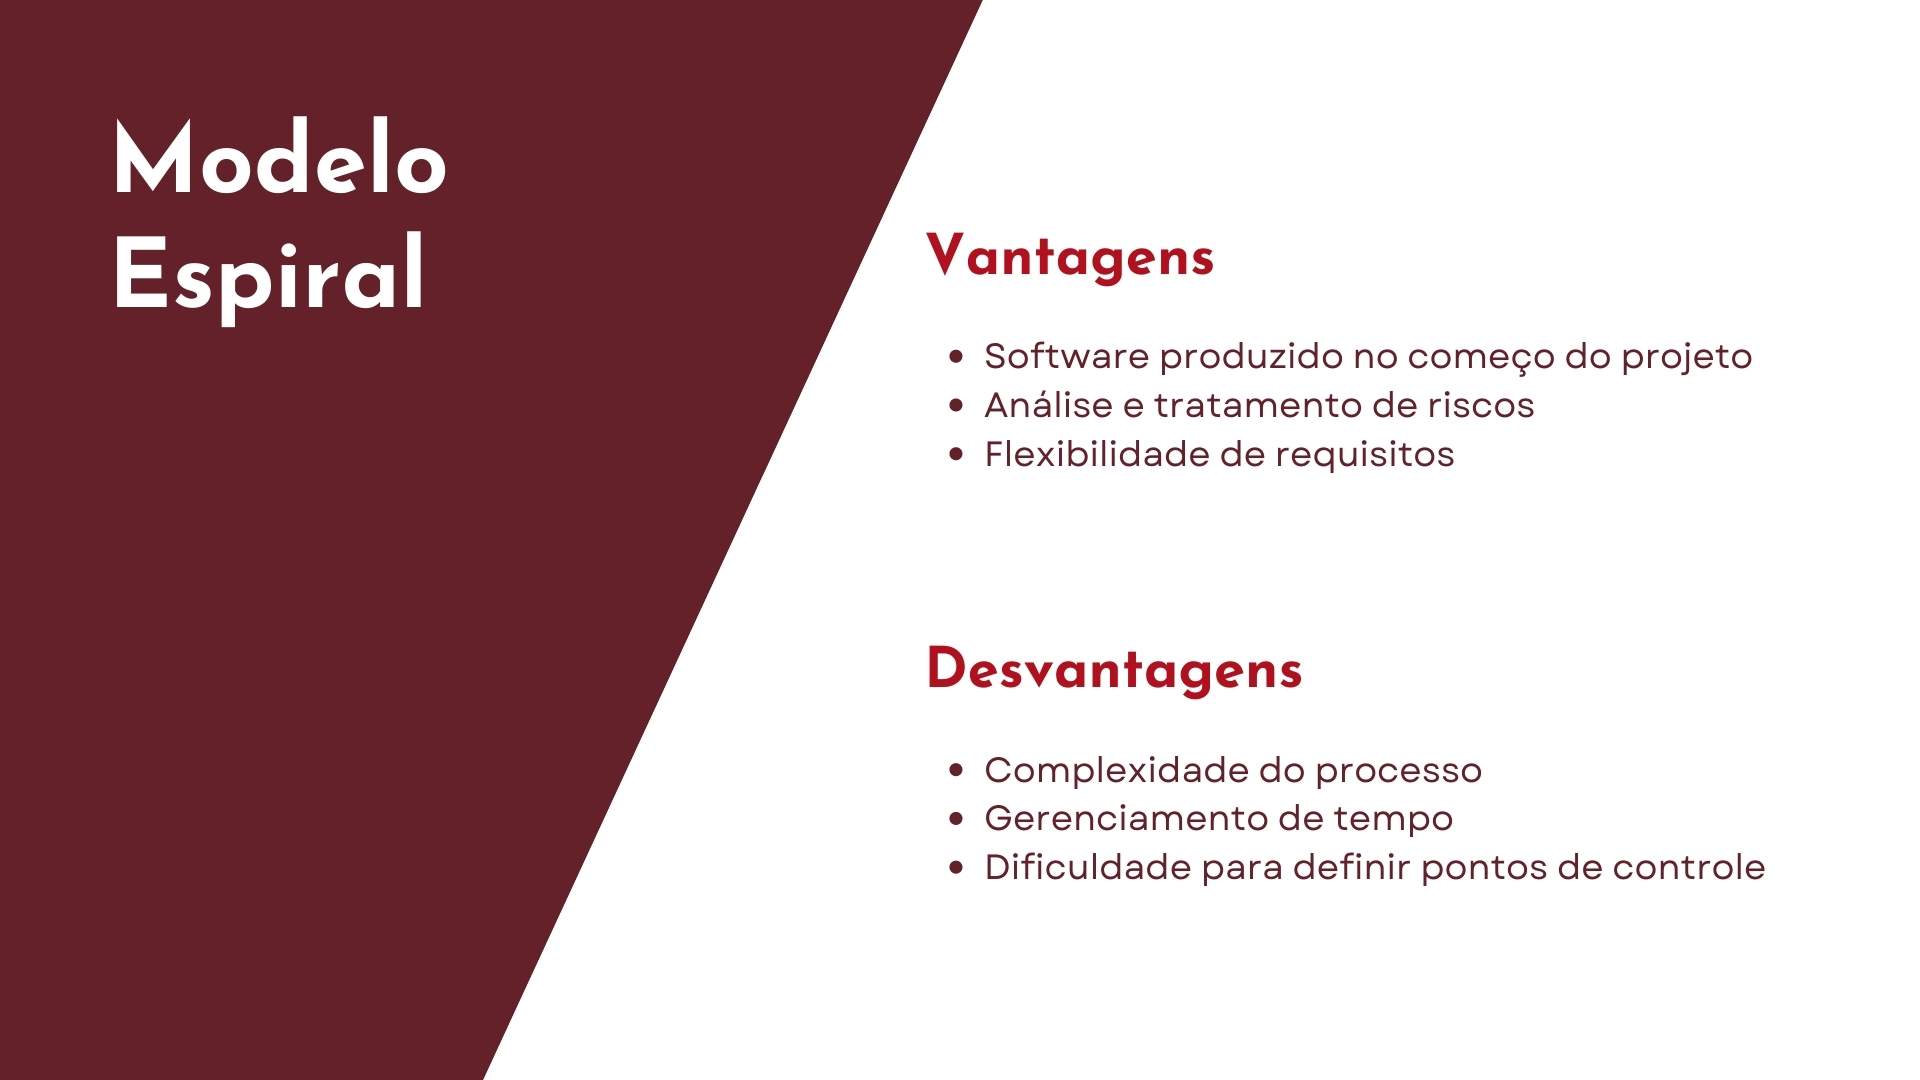 Modelo
Espiral
Vantagens
• Software produzido no começo do projeto
• Análise e tratamento de riscos
• Flexibilidade de requisitos
Desvantagens
• Complexidade do processo
• Gerenciamento de tempo
• Dificuldade para definir pontos de controle